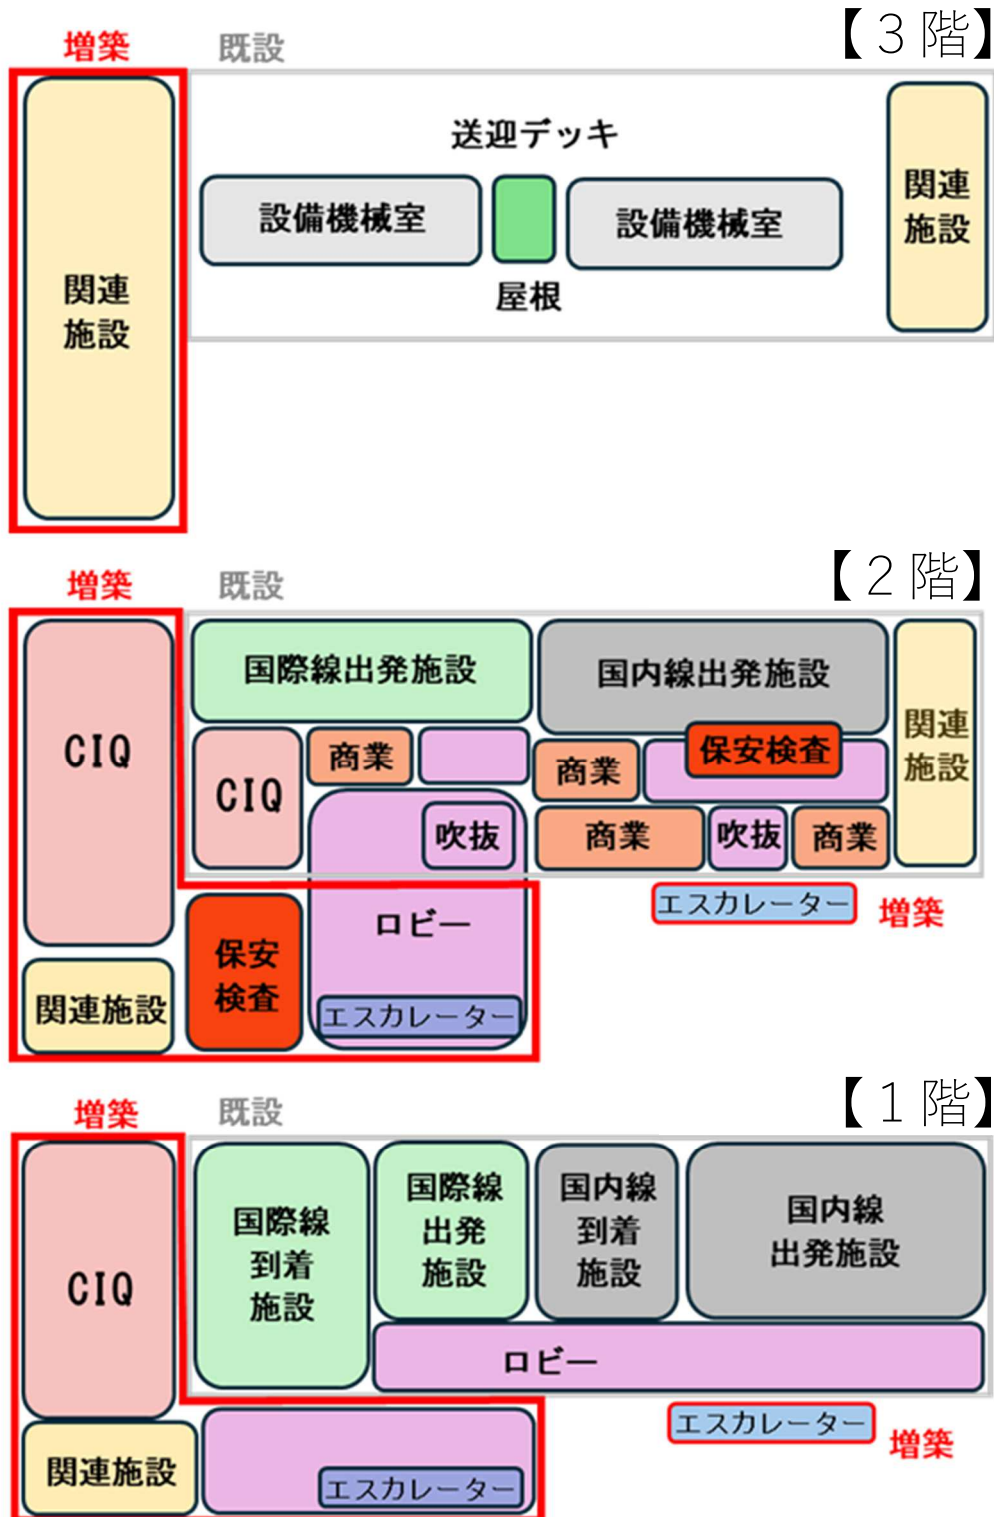 【3階】
増築
既設
送迎デッキ
設備機械室
設備機械室
屋根
関連
施設
関連
施設
【2階】
増築
既設
国際線出発施設
国内線出発施設
CIQ
CIQ
商業
商業
保安検査
関連
施設
吹抜
商業
吹抜
商業
ロビー
エスカレーター
増築
保安
検査
関連施設
エスカレーター
【1階】
増築
既設
CIQ
国際線
到着
施設
国際線
出発
施設
国内線
到着
施設
国内線
出発施設
ロビー
エスカレーター
増築
関連施設
エスカレーター